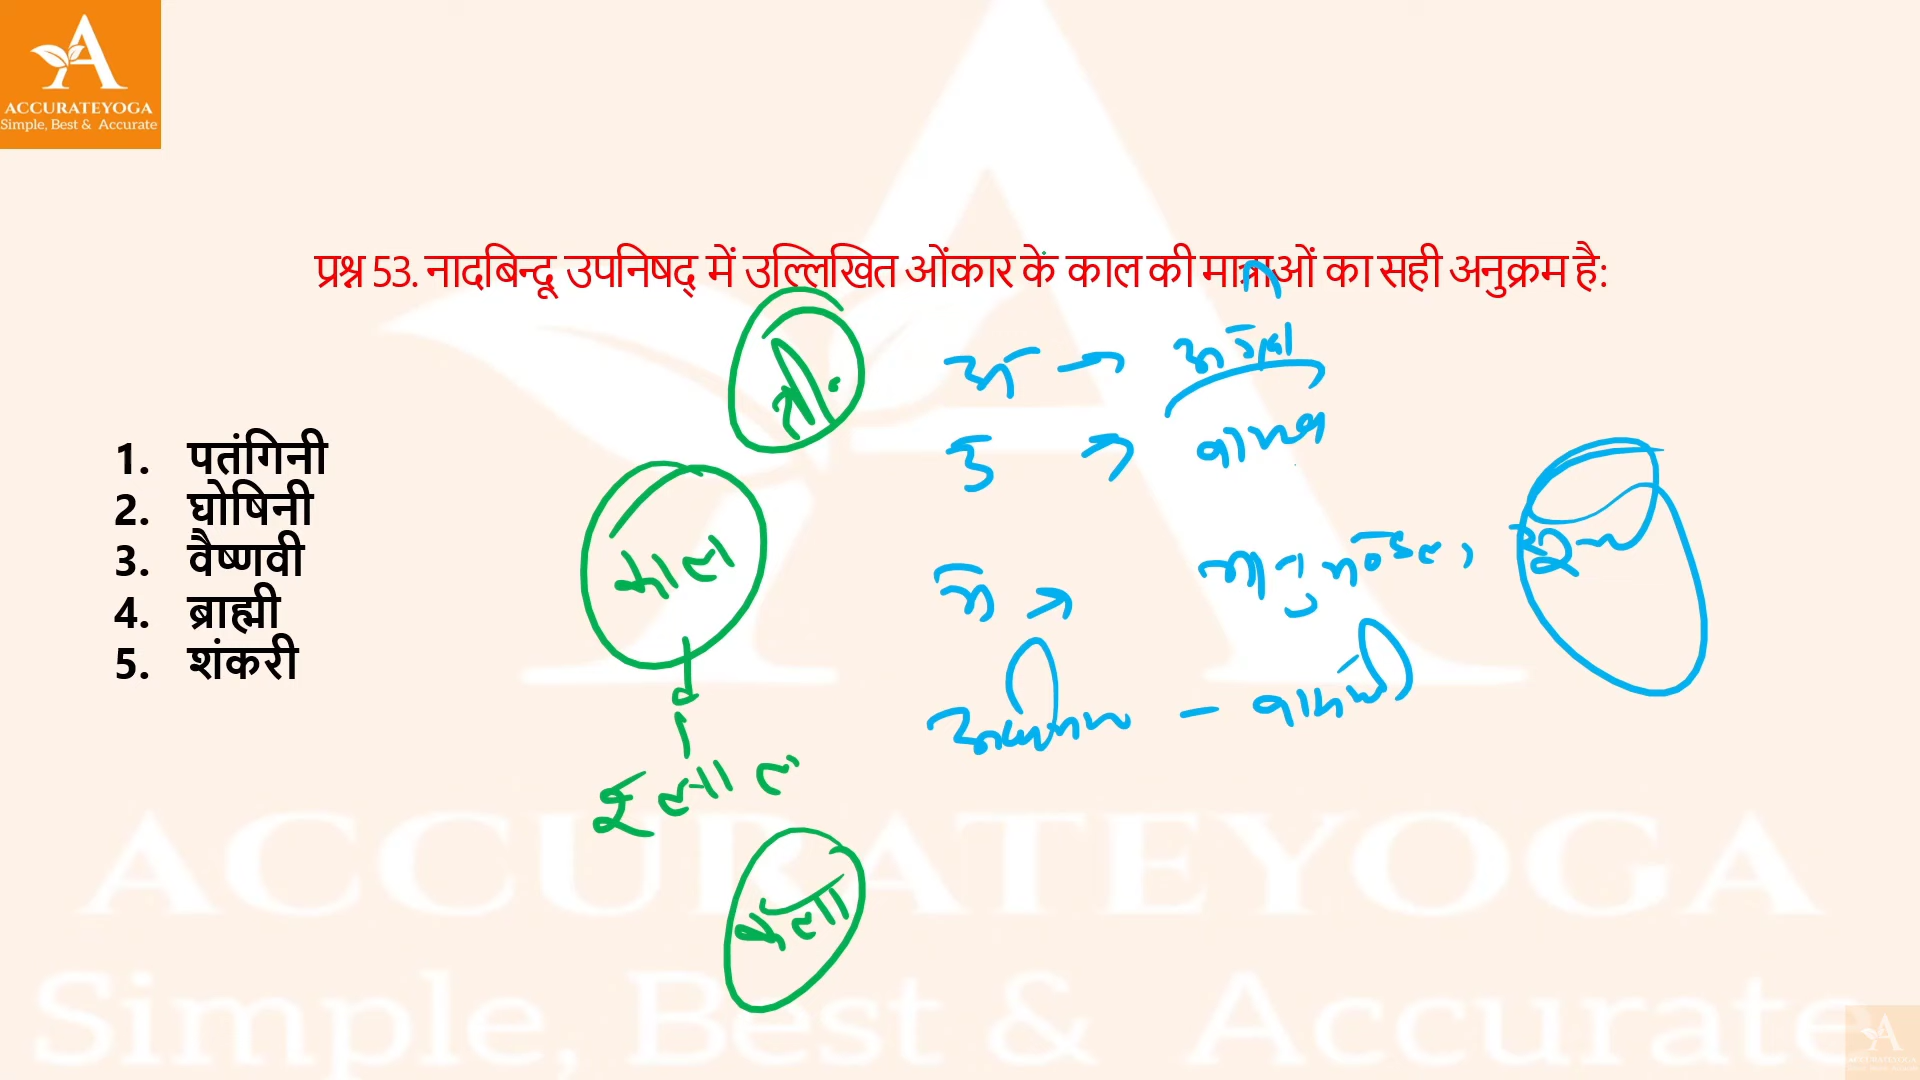 ACCURATEYOGA
Simple, Best & Accurate
प्रश्न 53. नादबिन्दू उपनिषद् में उल्लिखित ओंकार के काल की मात्राओं का सही अनुक्रम है:
1. पतंगिनी
2. घोषिनी
3. वैष्णवी
4. ब्राह्मी
5. शंकरी
अ →
उ →
म →
काल
कला
ACCURATEYOGA
Simple, Best & Accurate